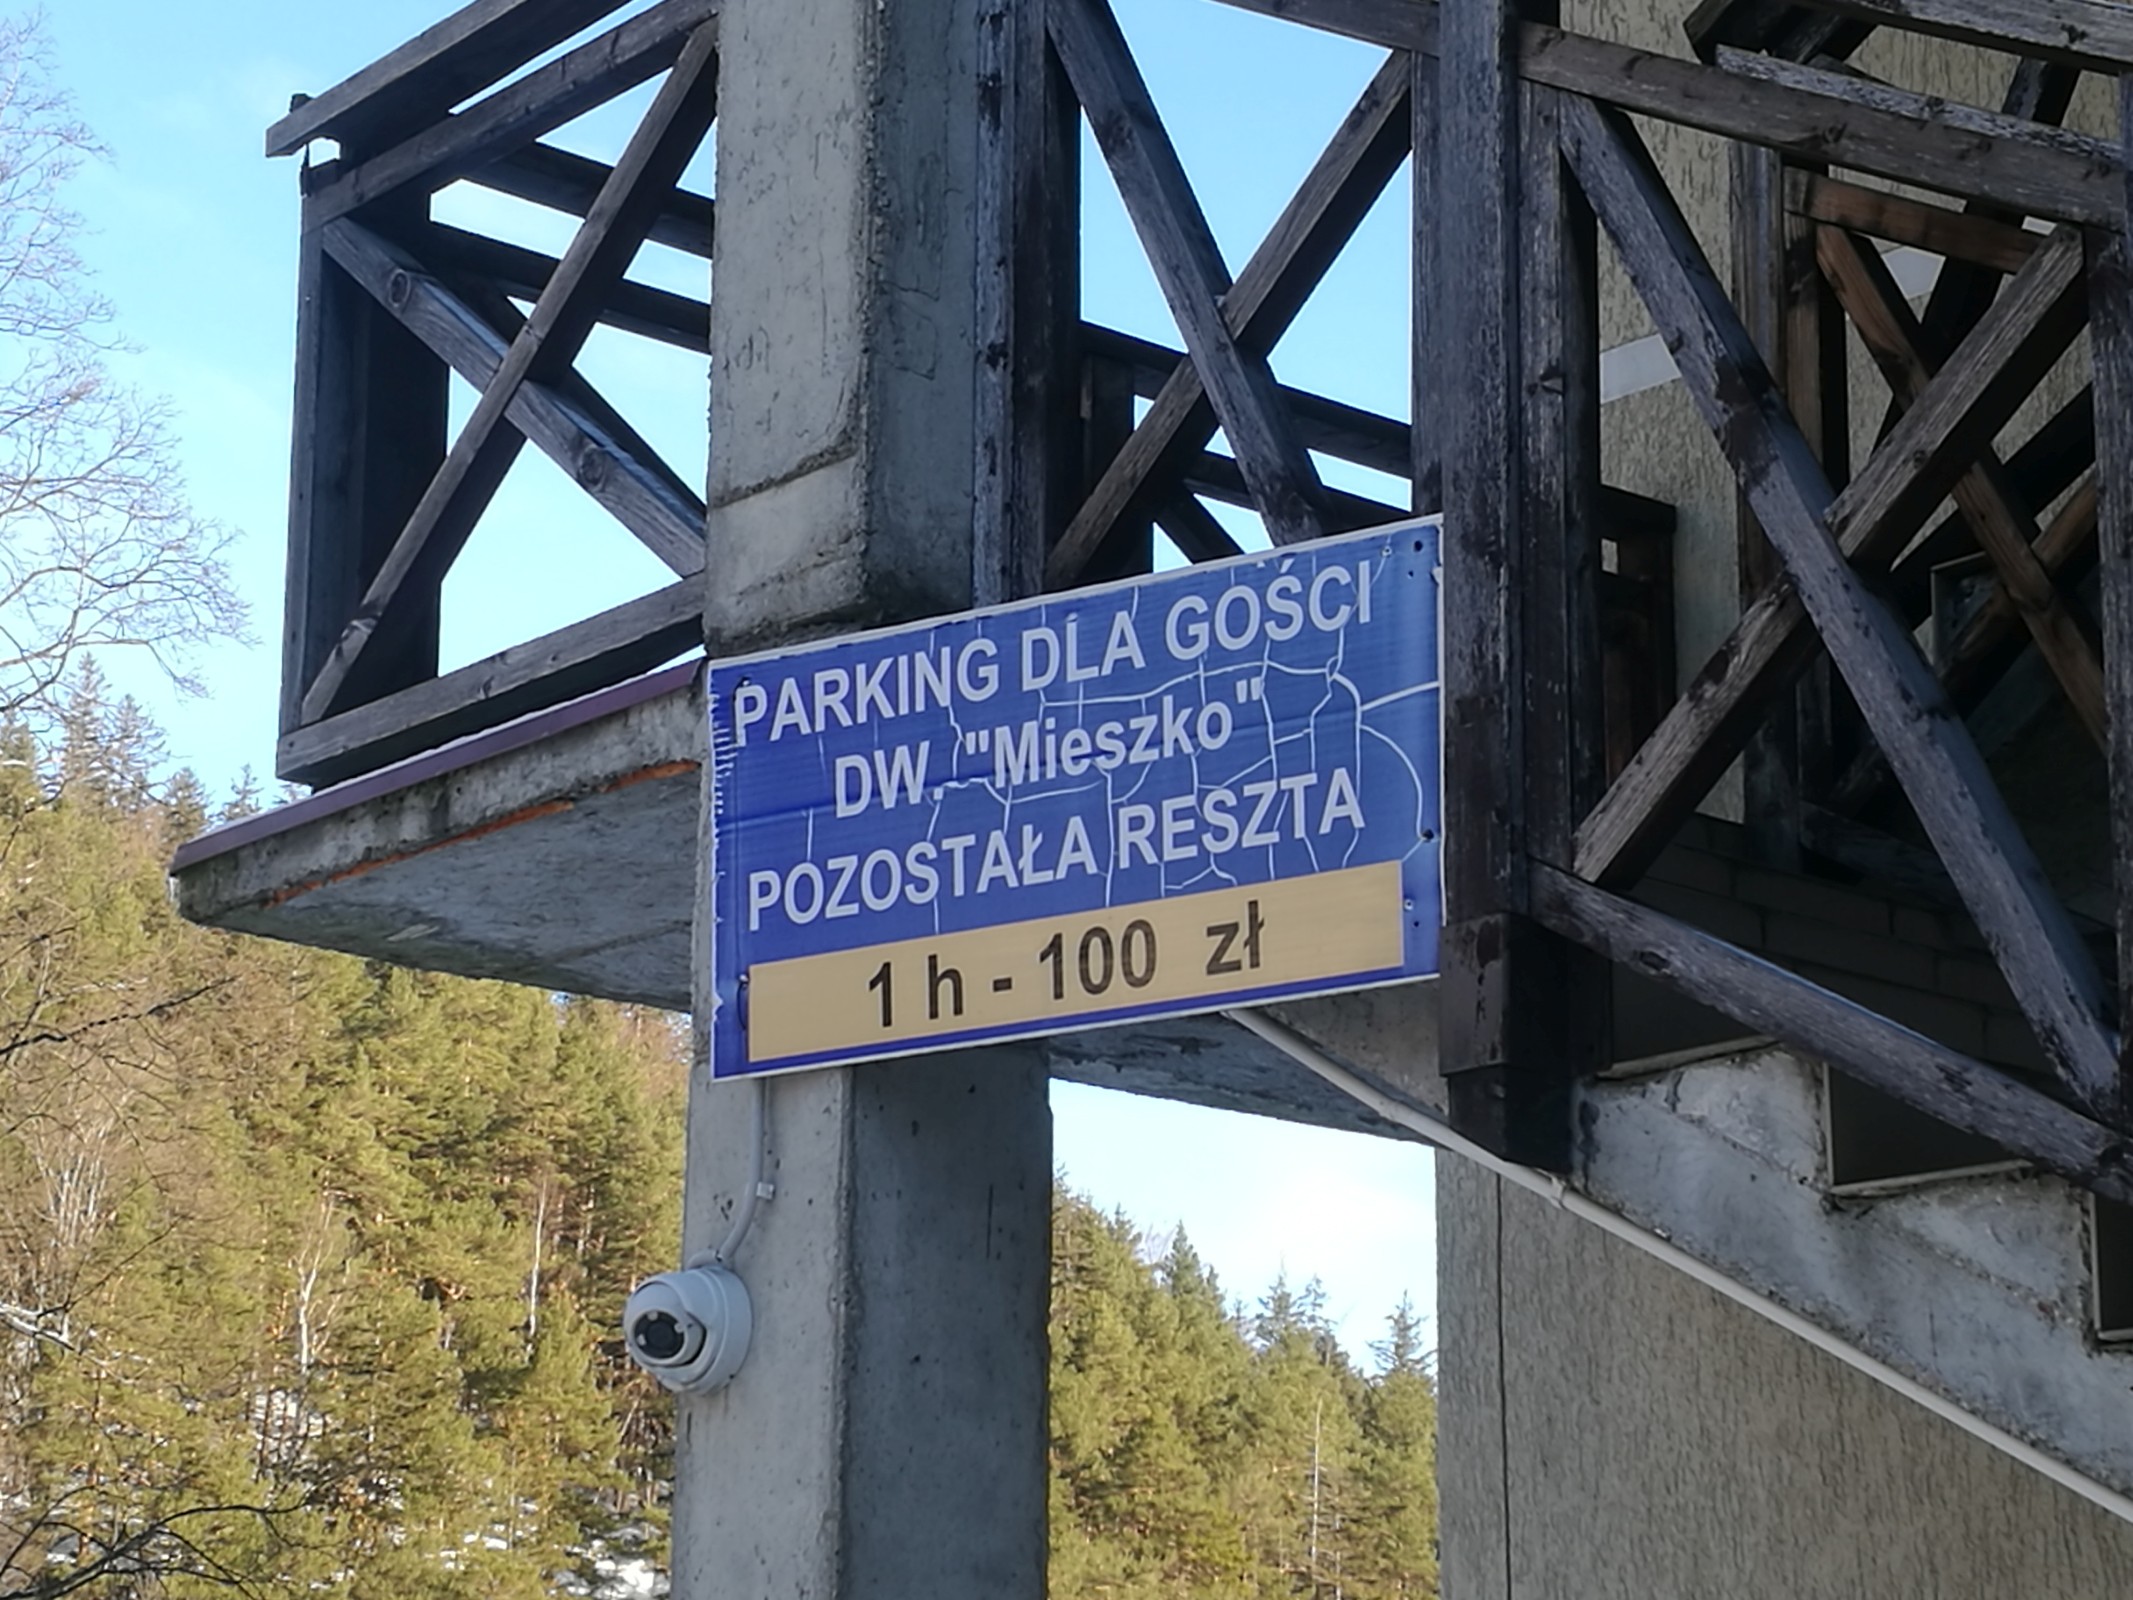 PARKING DLA GOŚCI
DW. "Mieszko"
POZOSTAŁA RESZTA
1 h - 100 zł